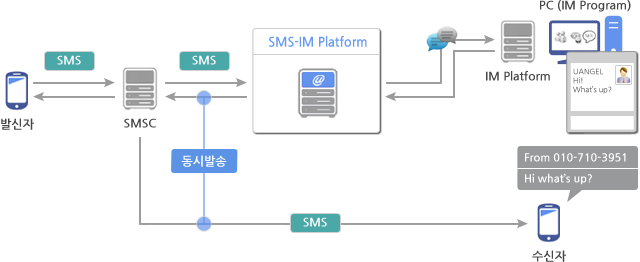 PC (IM Program)
SMS
SMS
SMS-IM Platform
@
IM Platform
UANGEL
Hi!
What's up?
발신자
SMSC
동시발송
From 010-710-3951
Hi what's up?
SMS
수신자